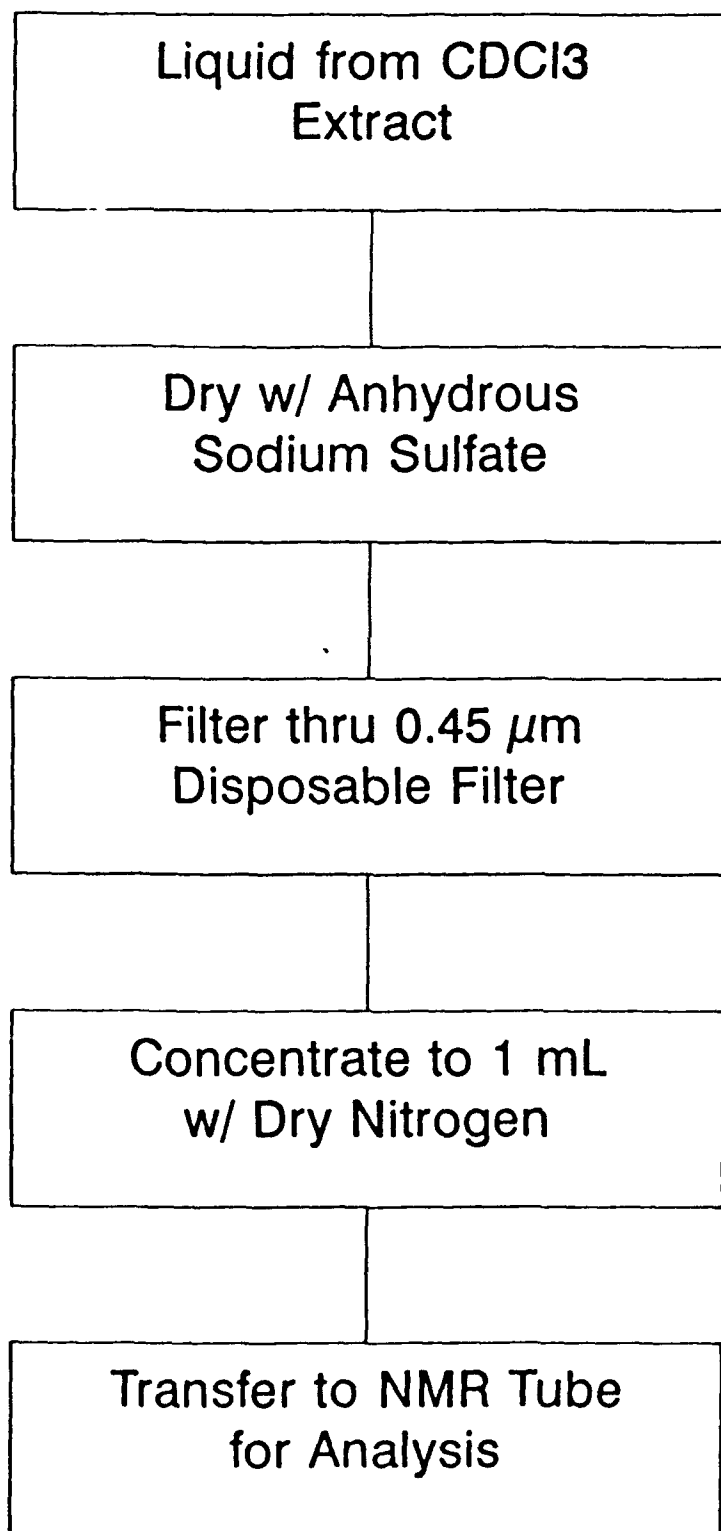 Liquid from CDCl3
Extract
Dry w/ Anhydrous
Sodium Sulfate
Filter thru 0.45 μm
Disposable Filter
Concentrate to 1 mL
w/ Dry Nitrogen
Transfer to NMR Tube
for Analysis